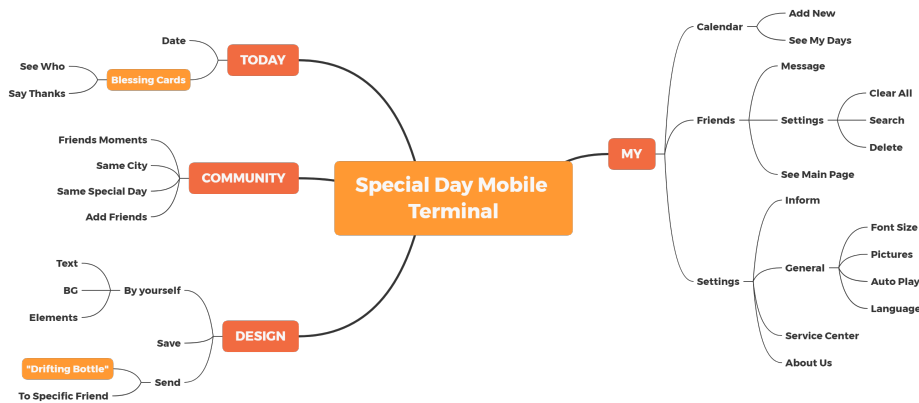 Special Day Mobile
Terminal
TODAY
Date
Blessing Cards
See Who
Say Thanks
COMMUNITY
Friends Moments
Same City
Same Special Day
Add Friends
DESIGN
By yourself
Text
BG
Elements
Save
Send
"Drifting Bottle"
To Specific Friend
MY
Calendar
Add New
See My Days
Friends
Message
Settings
Clear All
Search
Delete
See Main Page
Settings
Inform
General
Font Size
Pictures
Auto Play
Language
Service Center
About Us